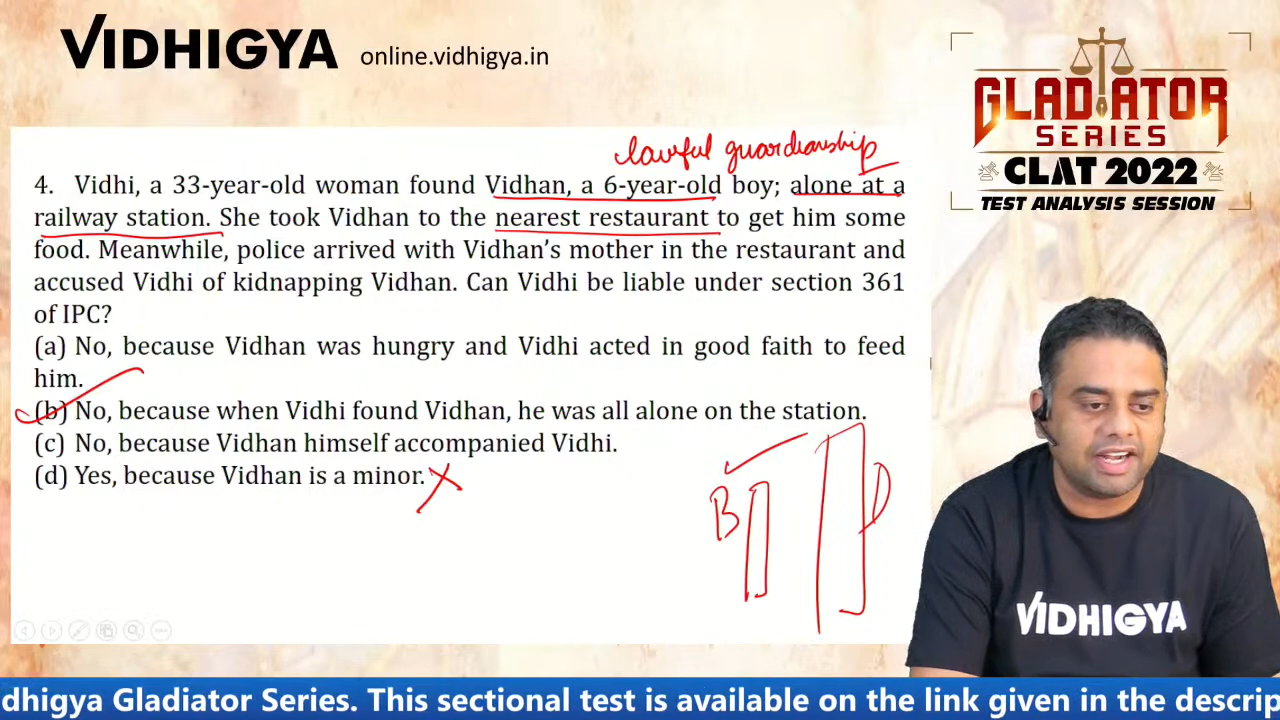 VIDHIGYA online.vidhigya.in
GLADIATOR
SERIES
CLAT 2022
TEST ANALYSIS SESSION
lawful guardianship
4. Vidhi, a 33-year-old woman found Vidhan, a 6-year-old boy; alone at a
railway station. She took Vidhan to the nearest restaurant to get him some
food. Meanwhile, police arrived with Vidhan's mother in the restaurant and
accused Vidhi of kidnapping Vidhan. Can Vidhi be liable under section 361
of IPC?
(a) No, because Vidhan was hungry and Vidhi acted in good faith to feed
him.
(b) No, because when Vidhi found Vidhan, he was all alone on the station.
(c) No, because Vidhan himself accompanied Vidhi.
(d) Yes, because Vidhan is a minor.
B D
VIDHIGYA
dhigya Gladiator Series. This sectional test is available on the link given in the descrip